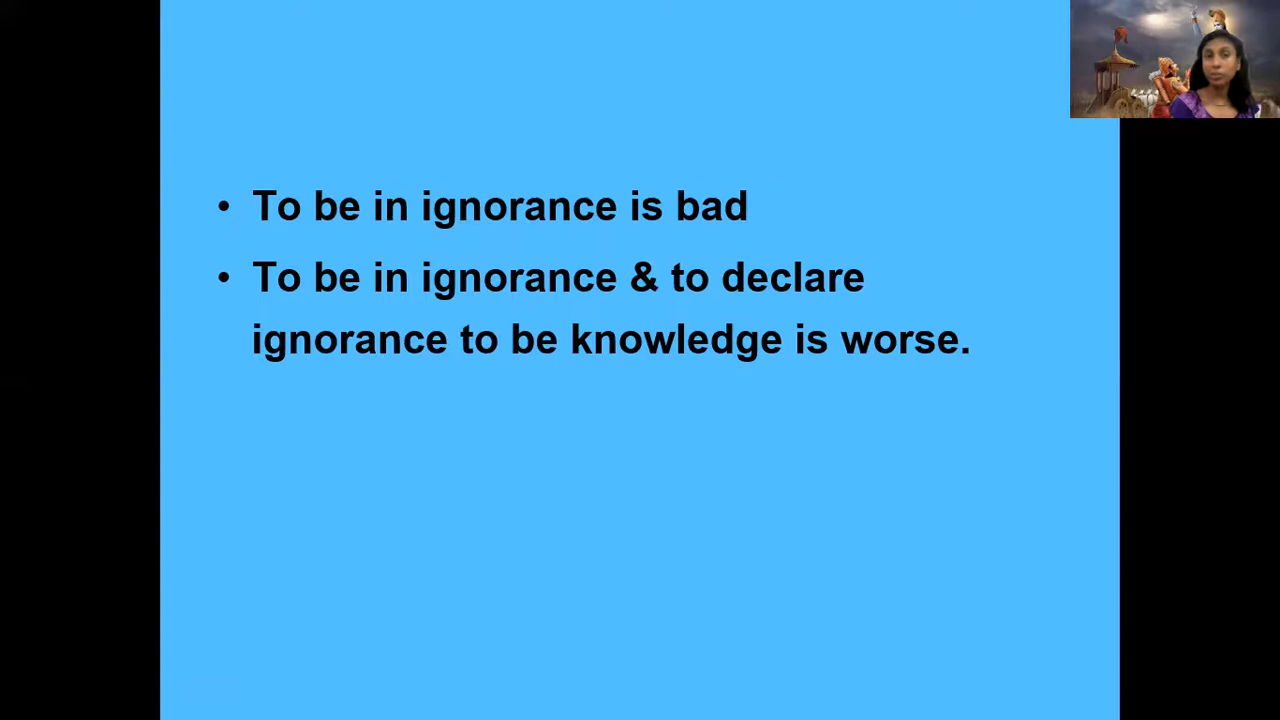 • To be in ignorance is bad
• To be in ignorance & to declare
ignorance to be knowledge is worse.